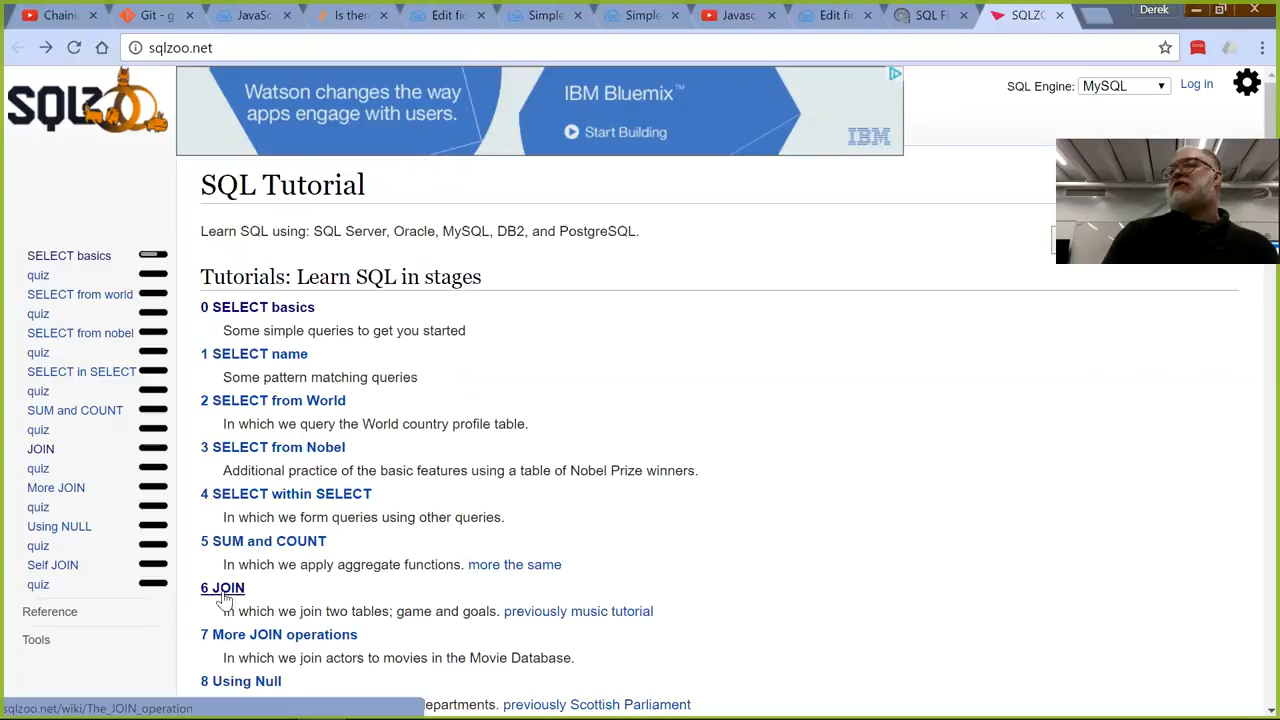 Chaini
Git - g
JavaSc
Is then
Edit fi
Simple
Simple
Javasc
Edit fi
SQL Fi
SQLZO
Derek
sqlzoo.net
SQLZOO
Watson changes the way
apps engage with users.
IBM Bluemix™
Start Building
IBM
SQL Engine: MySQL
Log in
SQL Tutorial
Learn SQL using: SQL Server, Oracle, MySQL, DB2, and PostgreSQL.
Tutorials: Learn SQL in stages
0 SELECT basics
Some simple queries to get you started
1 SELECT name
Some pattern matching queries
2 SELECT from World
In which we query the World country profile table.
3 SELECT from Nobel
Additional practice of the basic features using a table of Nobel Prize winners.
4 SELECT within SELECT
In which we form queries using other queries.
5 SUM and COUNT
In which we apply aggregate functions. more the same
6 JOIN
In which we join two tables; game and goals. previously music tutorial
7 More JOIN operations
In which we join actors to movies in the Movie Database.
8 Using Null
epartments. previously Scottish Parliament
SELECT basics
quiz
SELECT from world
quiz
SELECT from nobel
quiz
SELECT in SELECT
quiz
SUM and COUNT
quiz
JOIN
quiz
More JOIN
quiz
Using NULL
quiz
Self JOIN
quiz
Reference
Tools
sqlzoo.net/wiki/The_JOIN_operation